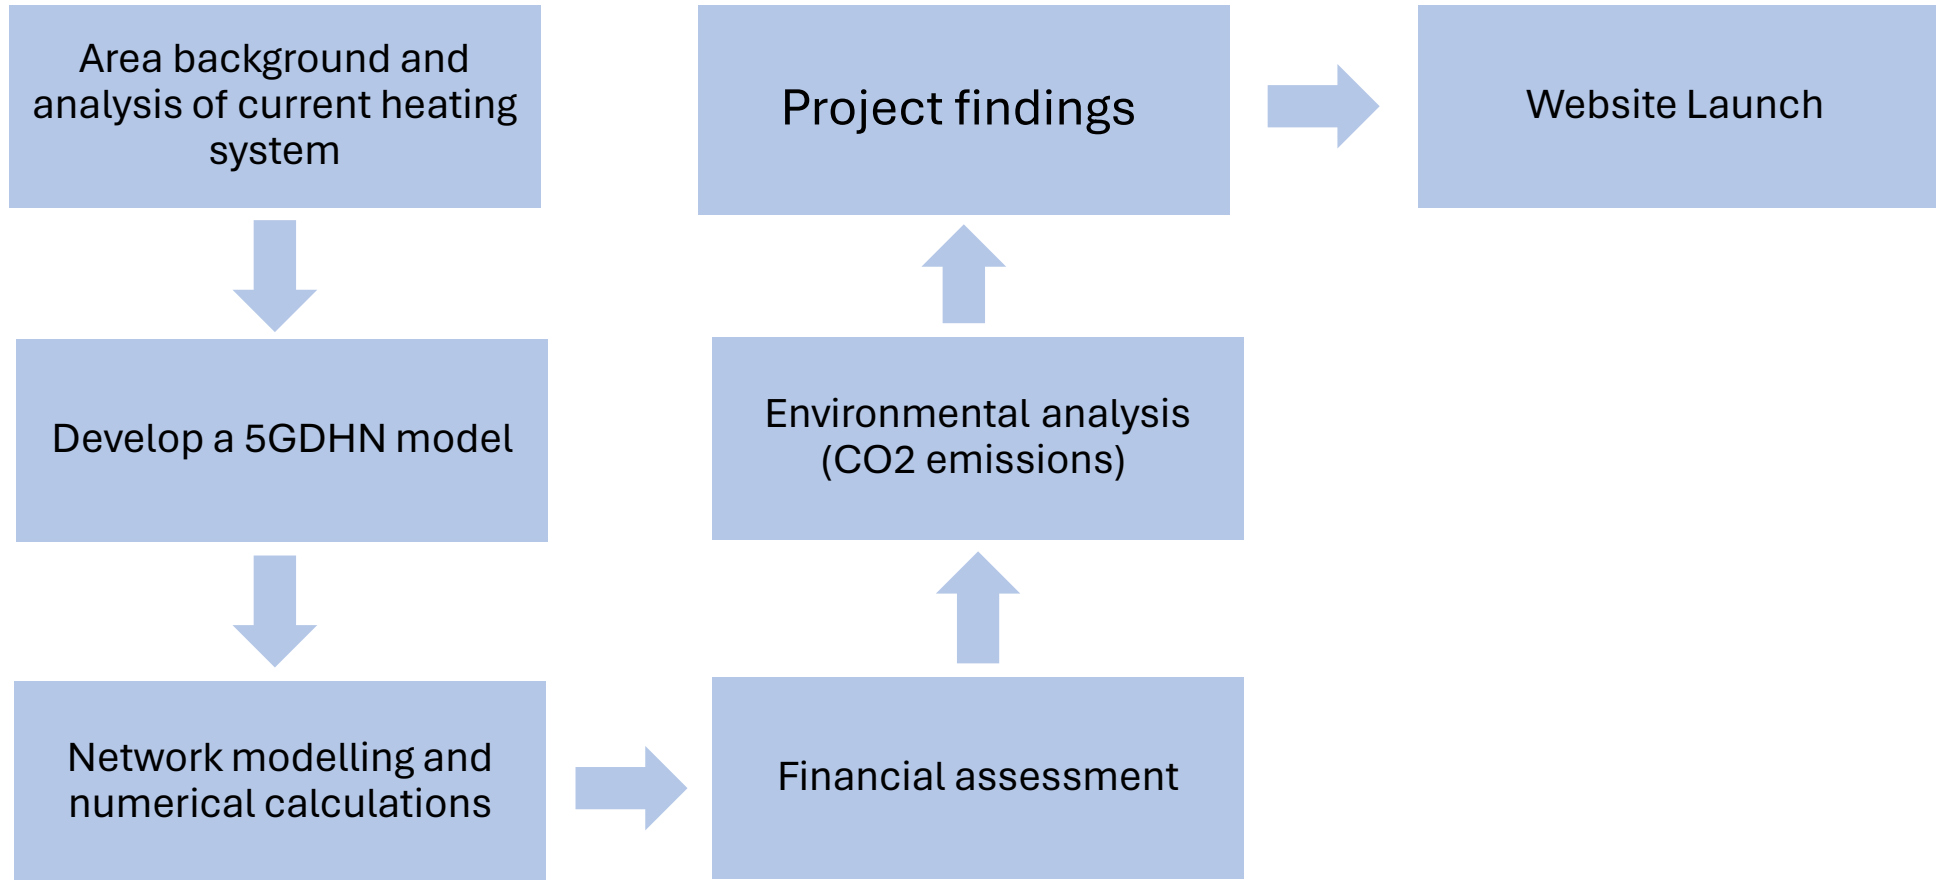 Area background and
analysis of current heating
system
Develop a 5GDHN model
Network modelling and
numerical calculations
Financial assessment
Environmental analysis
(CO2 emissions)
Project findings
Website Launch